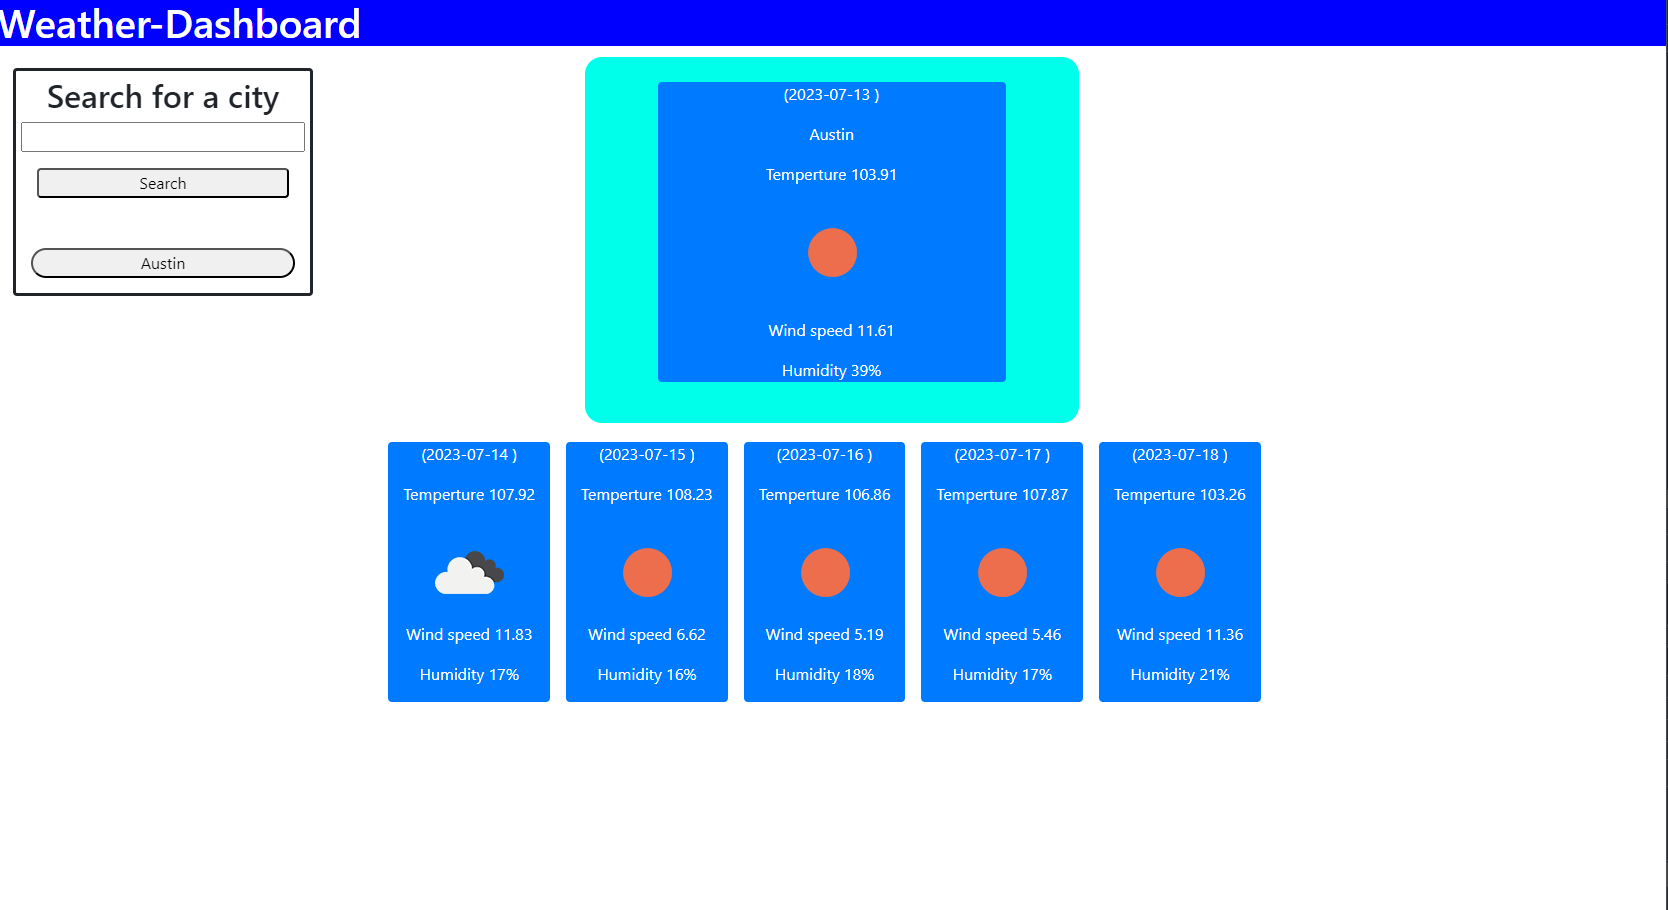 Weather-Dashboard
Search for a city
Search
Austin
(2023-07-13 )
Austin
Temperture 103.91
Wind speed 11.61
Humidity 39%
(2023-07-14 )
Temperture 107.92
Wind speed 11.83
Humidity 17%
(2023-07-15 )
Temperture 108.23
Wind speed 6.62
Humidity 16%
(2023-07-16 )
Temperture 106.86
Wind speed 5.19
Humidity 18%
(2023-07-17 )
Temperture 107.87
Wind speed 5.46
Humidity 17%
(2023-07-18 )
Temperture 103.26
Wind speed 11.36
Humidity 21%